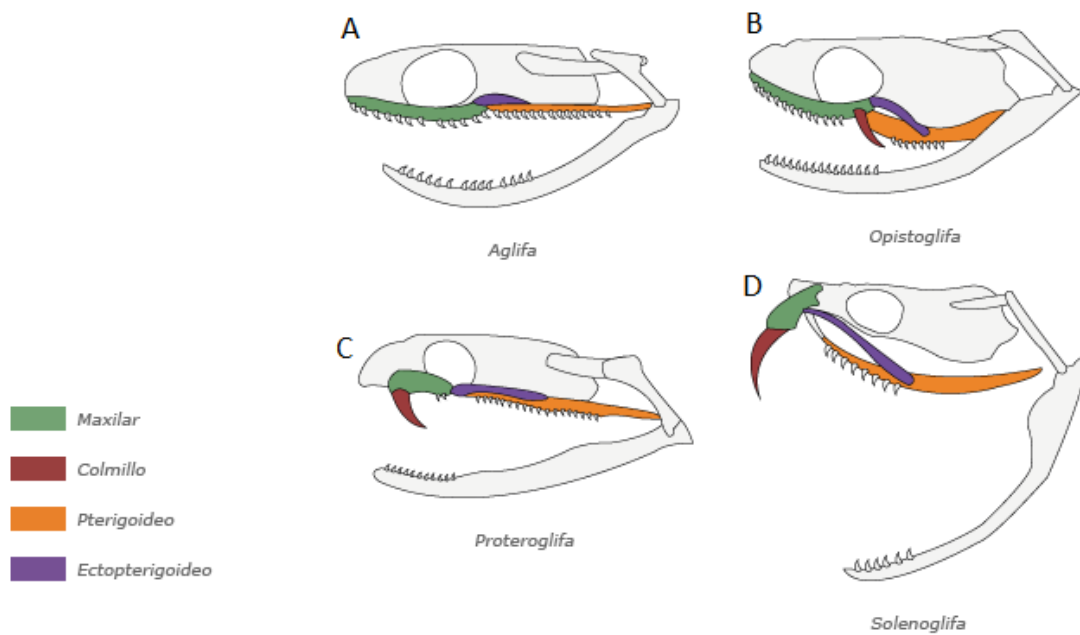 A
B
Aglifa
Opistoglifa
C
D
Proteroglifa
Solenoglifa
Maxilar
Colmillo
Pterigoideo
Ectopterigoideo